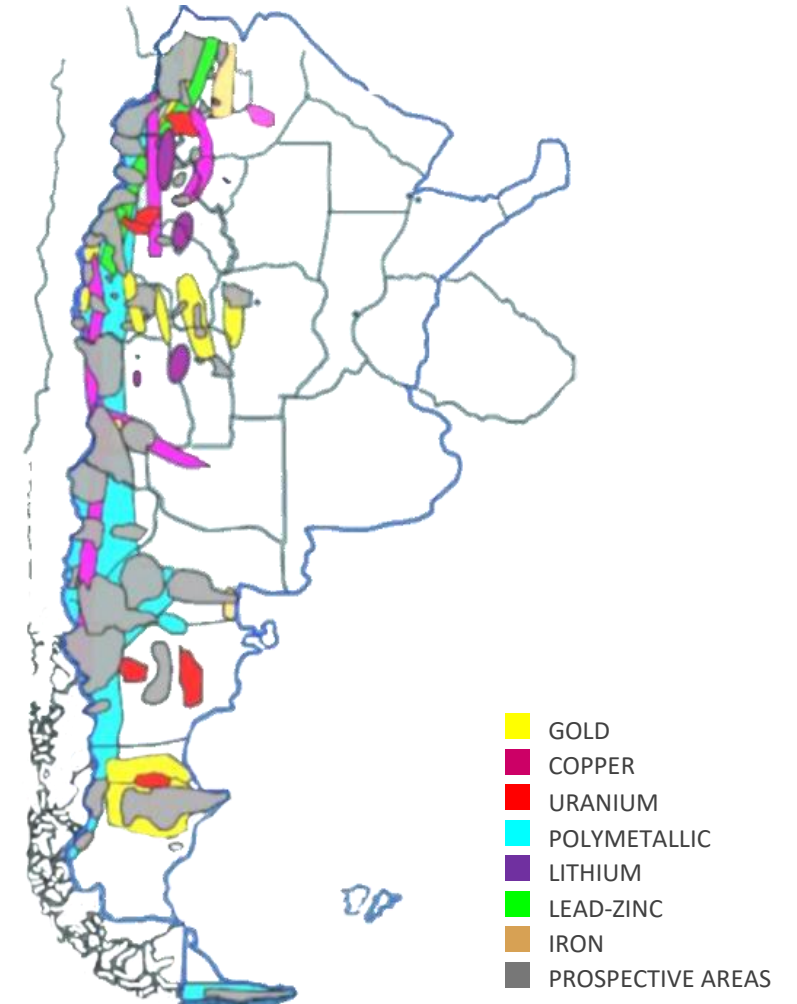 GOLD
COPPER
URANIUM
POLYMETALLIC
LITHIUM
LEAD-ZINC
IRON
PROSPECTIVE AREAS